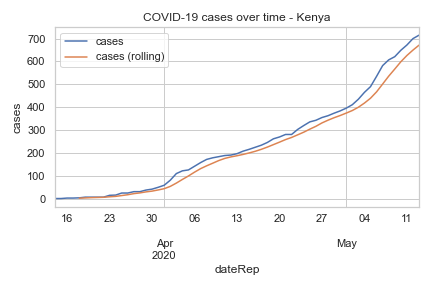 COVID-19 cases over time - Kenya
cases
cases (rolling)
700
600
500
400
300
200
100
0
cases
16 23 30 06 13 20 27 04 11
Apr May
2020
dateRep